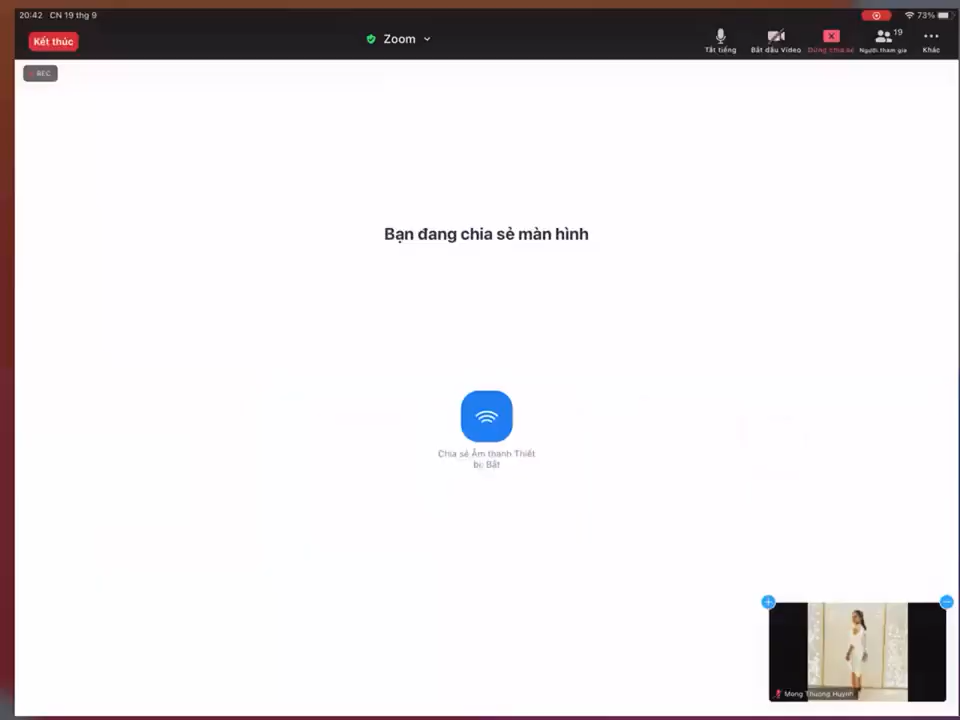 20:42 CN 19 thg 9
73%
Kết thúc
Zoom
Tắt tiếng
Bắt đầu Video
Dừng chia sẻ
19
Người tham gia
Khác
REC
Bạn đang chia sẻ màn hình
Chia sẻ Âm thanh Thiết
bị: Bật
Mong Thuong Huynh